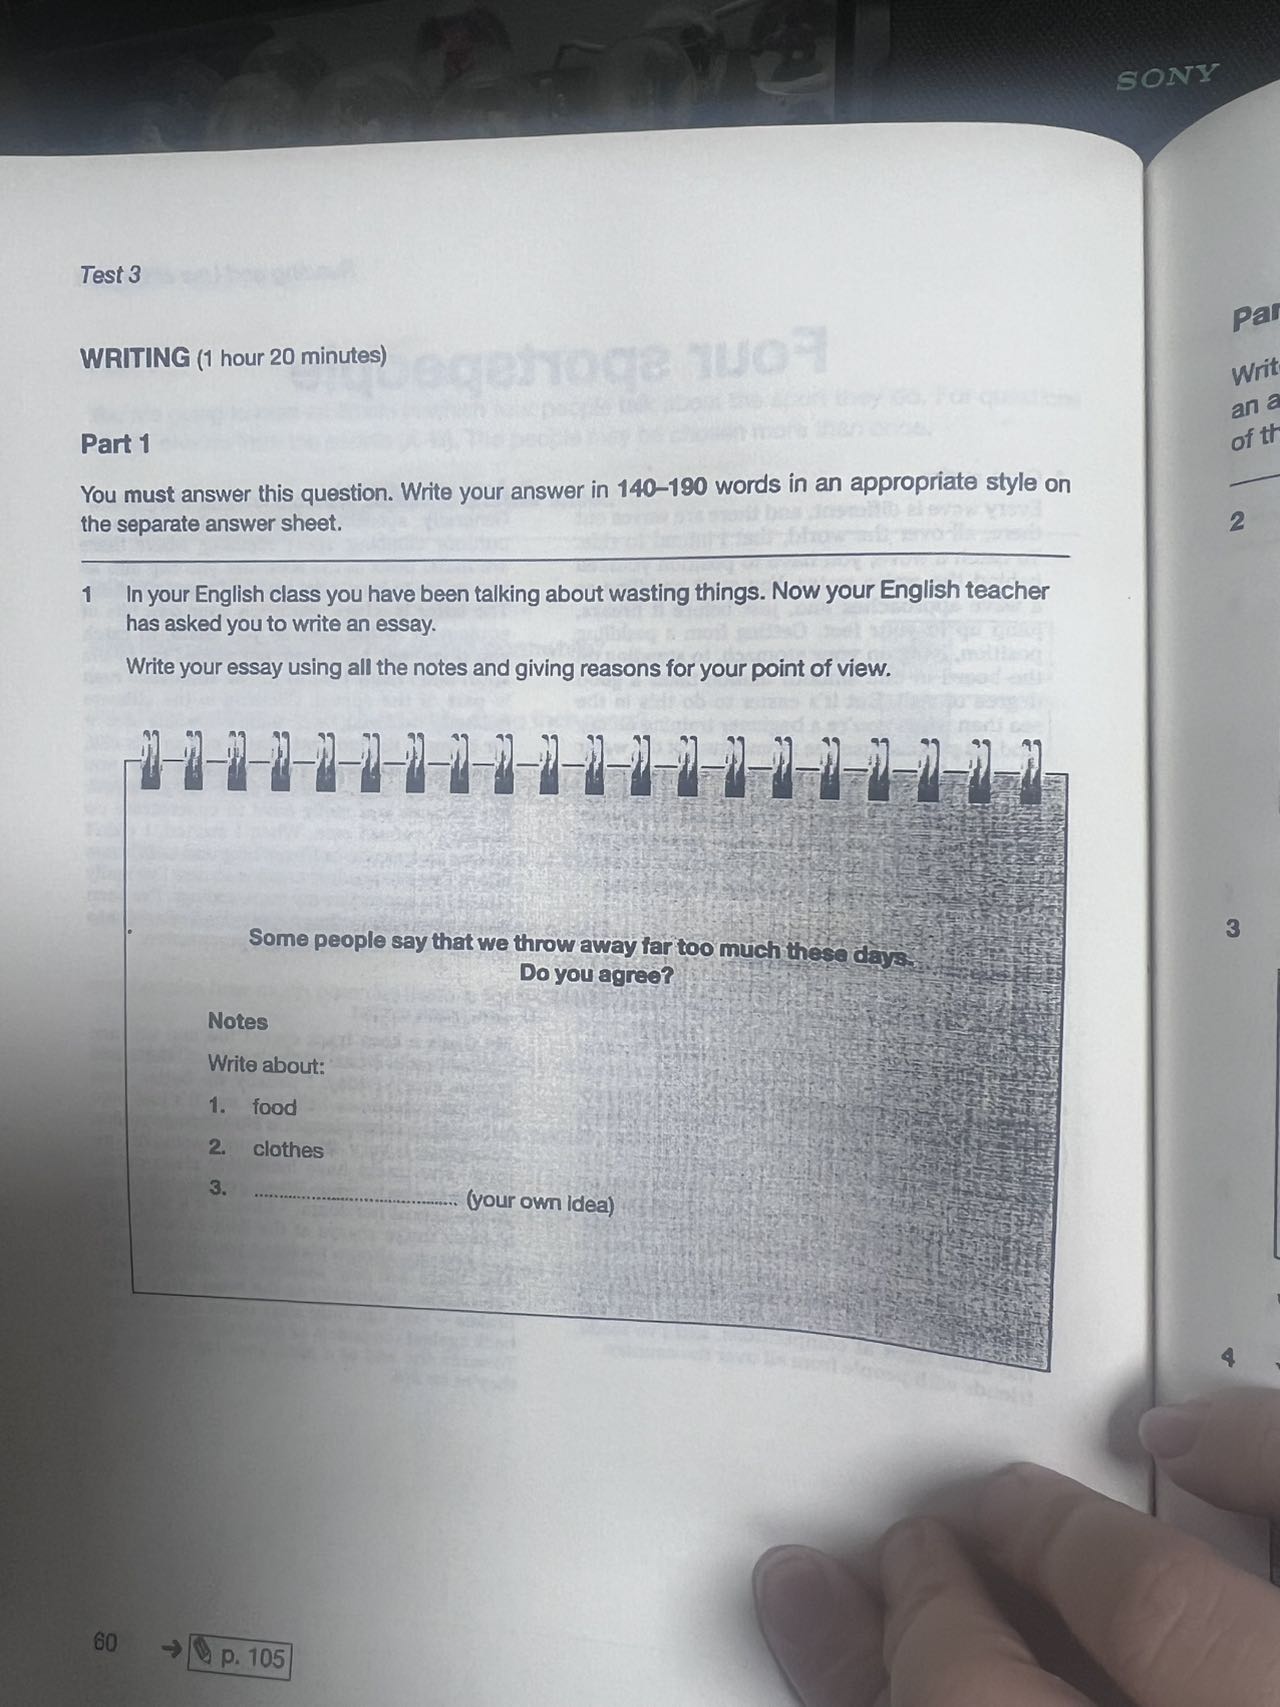 SONY
Test 3
WRITING (1 hour 20 minutes)
Part 1
You must answer this question. Write your answer in 140–190 words in an appropriate style on
the separate answer sheet.
1 In your English class you have been talking about wasting things. Now your English teacher
has asked you to write an essay.
Write your essay using all the notes and giving reasons for your point of view.
Some people say that we throw away far too much these days.
Do you agree?
Notes
Write about:
1. food
2. clothes
3. .......................................... (your own idea)
60 → p. 105
an a
of th
2
3
4